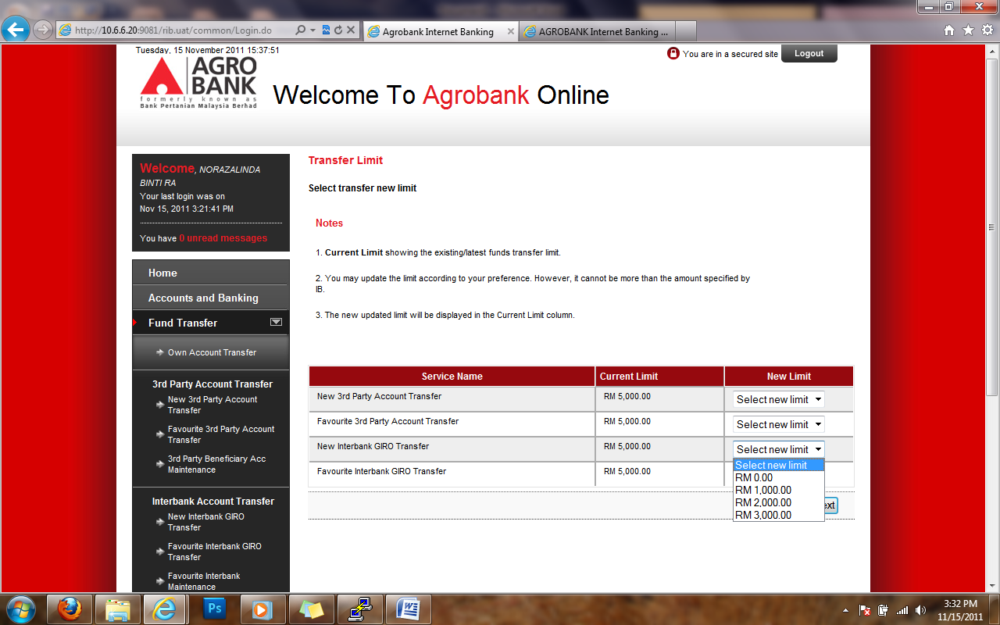 http://10.6.6.20:9081/rib.uat/common/Login.do
Agrobank Internet Banking
AGROBANK Internet Banking ...
Tuesday, 15 November 2011 15:37:51
You are in a secured site
Logout
AGRO
BANK
formerly known as
Bank Pertanian Malaysia Berhad
Welcome To Agrobank Online
Welcome, NORAZALINDA
BINTI RA
Your last login was on
Nov 15, 2011 3:21:41 PM
You have 0 unread messages
Home
Accounts and Banking
Fund Transfer
Own Account Transfer
3rd Party Account Transfer
New 3rd Party Account
Transfer
Favourite 3rd Party Account
Transfer
3rd Party Beneficiary Acc
Maintenance
Interbank Account Transfer
New Interbank GIRO
Transfer
Favourite Interbank GIRO
Transfer
Favourite Interbank
Maintenance
Transfer Limit
Select transfer new limit
Notes
1. Current Limit showing the existing/latest funds transfer limit.
2. You may update the limit according to your preference. However, it cannot be more than the amount specified by
IB.
3. The new updated limit will be displayed in the Current Limit column.
Service Name Current Limit New Limit
New 3rd Party Account Transfer RM 5,000.00 Select new limit
Favourite 3rd Party Account Transfer RM 5,000.00 Select new limit
New Interbank GIRO Transfer RM 5,000.00 Select new limit
Favourite Interbank GIRO Transfer RM 5,000.00
Select new limit
RM 0.00
RM 1,000.00
RM 2,000.00
RM 3,000.00
ext
Ps
3:32 PM
11/15/2011